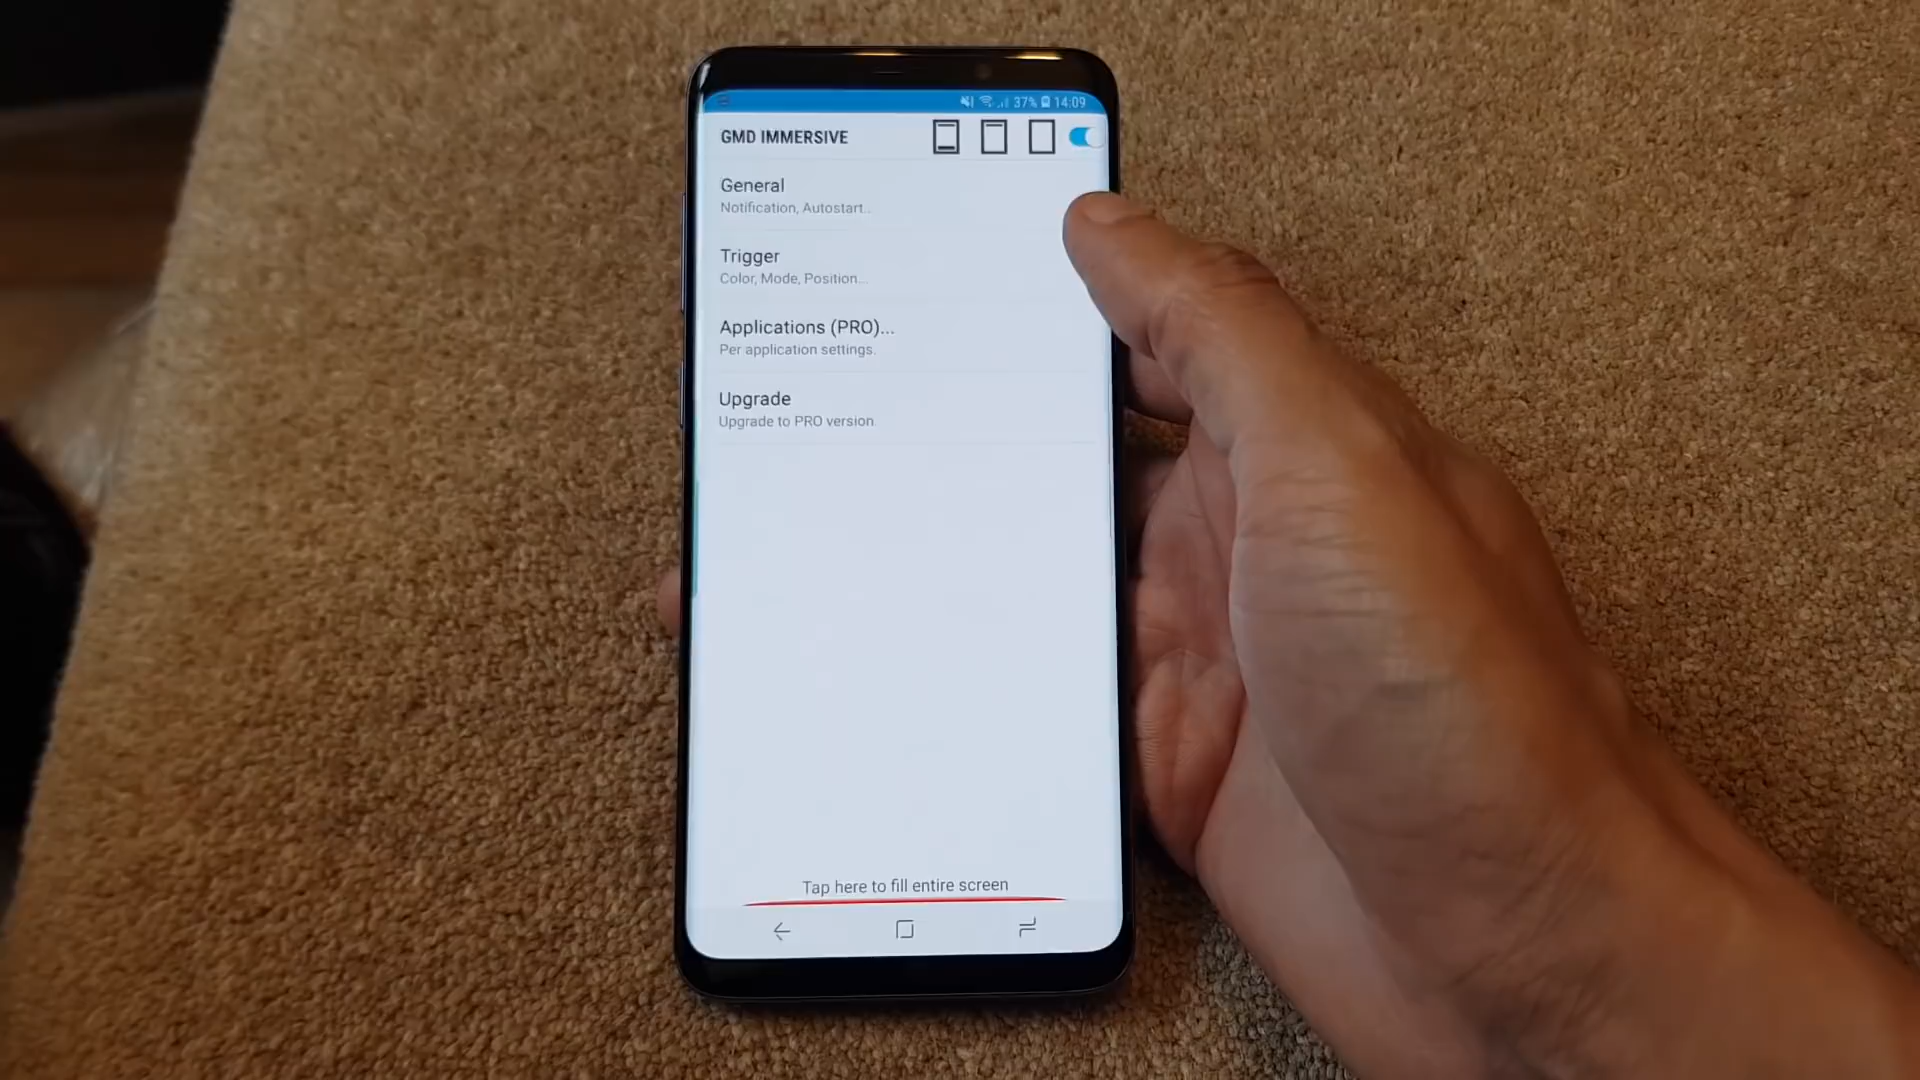 37% 14:09
GMD IMMERSIVE
General
Notification, Autostart..
Trigger
Color, Mode, Position...
Applications (PRO)...
Per application settings.
Upgrade
Upgrade to PRO version
Tap here to fill entire screen